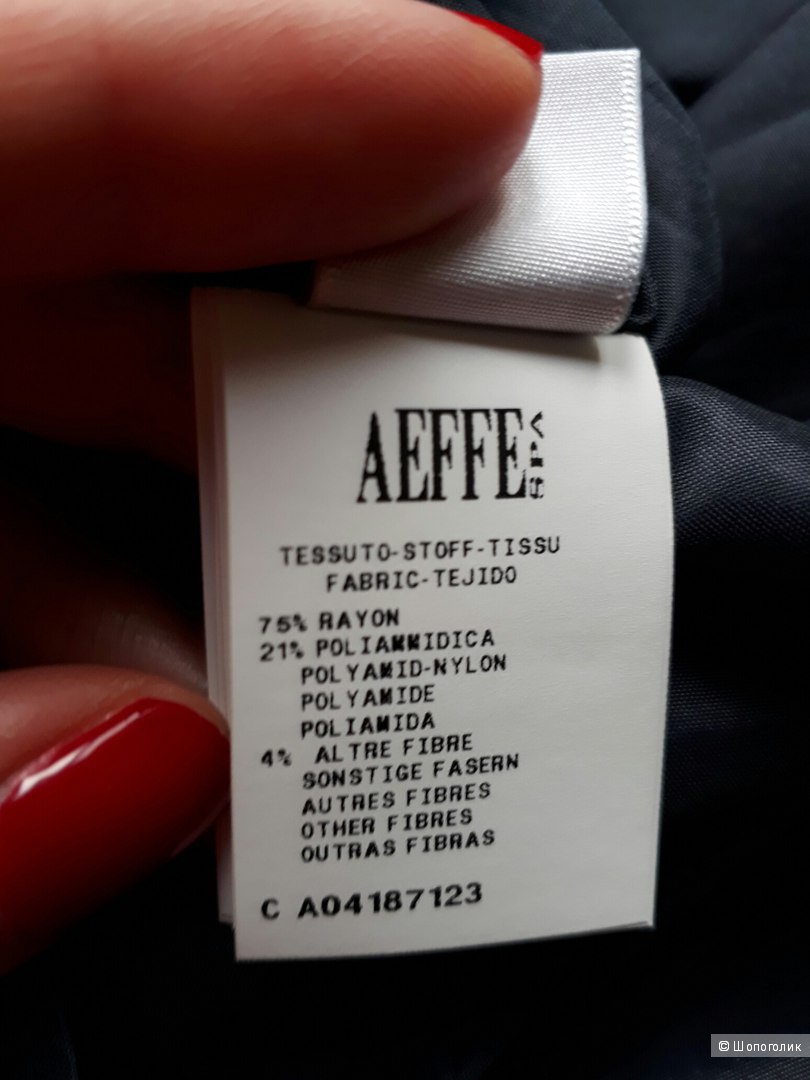 AEFFE SPA
TESSUTO-STOFF-TISSU
FABRIC-TEJIDO
75% RAYON
21% POLIAMMIDICA
POLYAMID-NYLON
POLYAMIDE
POLIAMIDA
4% ALTRE FIBRE
SONSTIGE FASERN
AUTRES FIBRES
OTHER FIBRES
OUTRAS FIBRAS
C A04187123
© Шопоголик